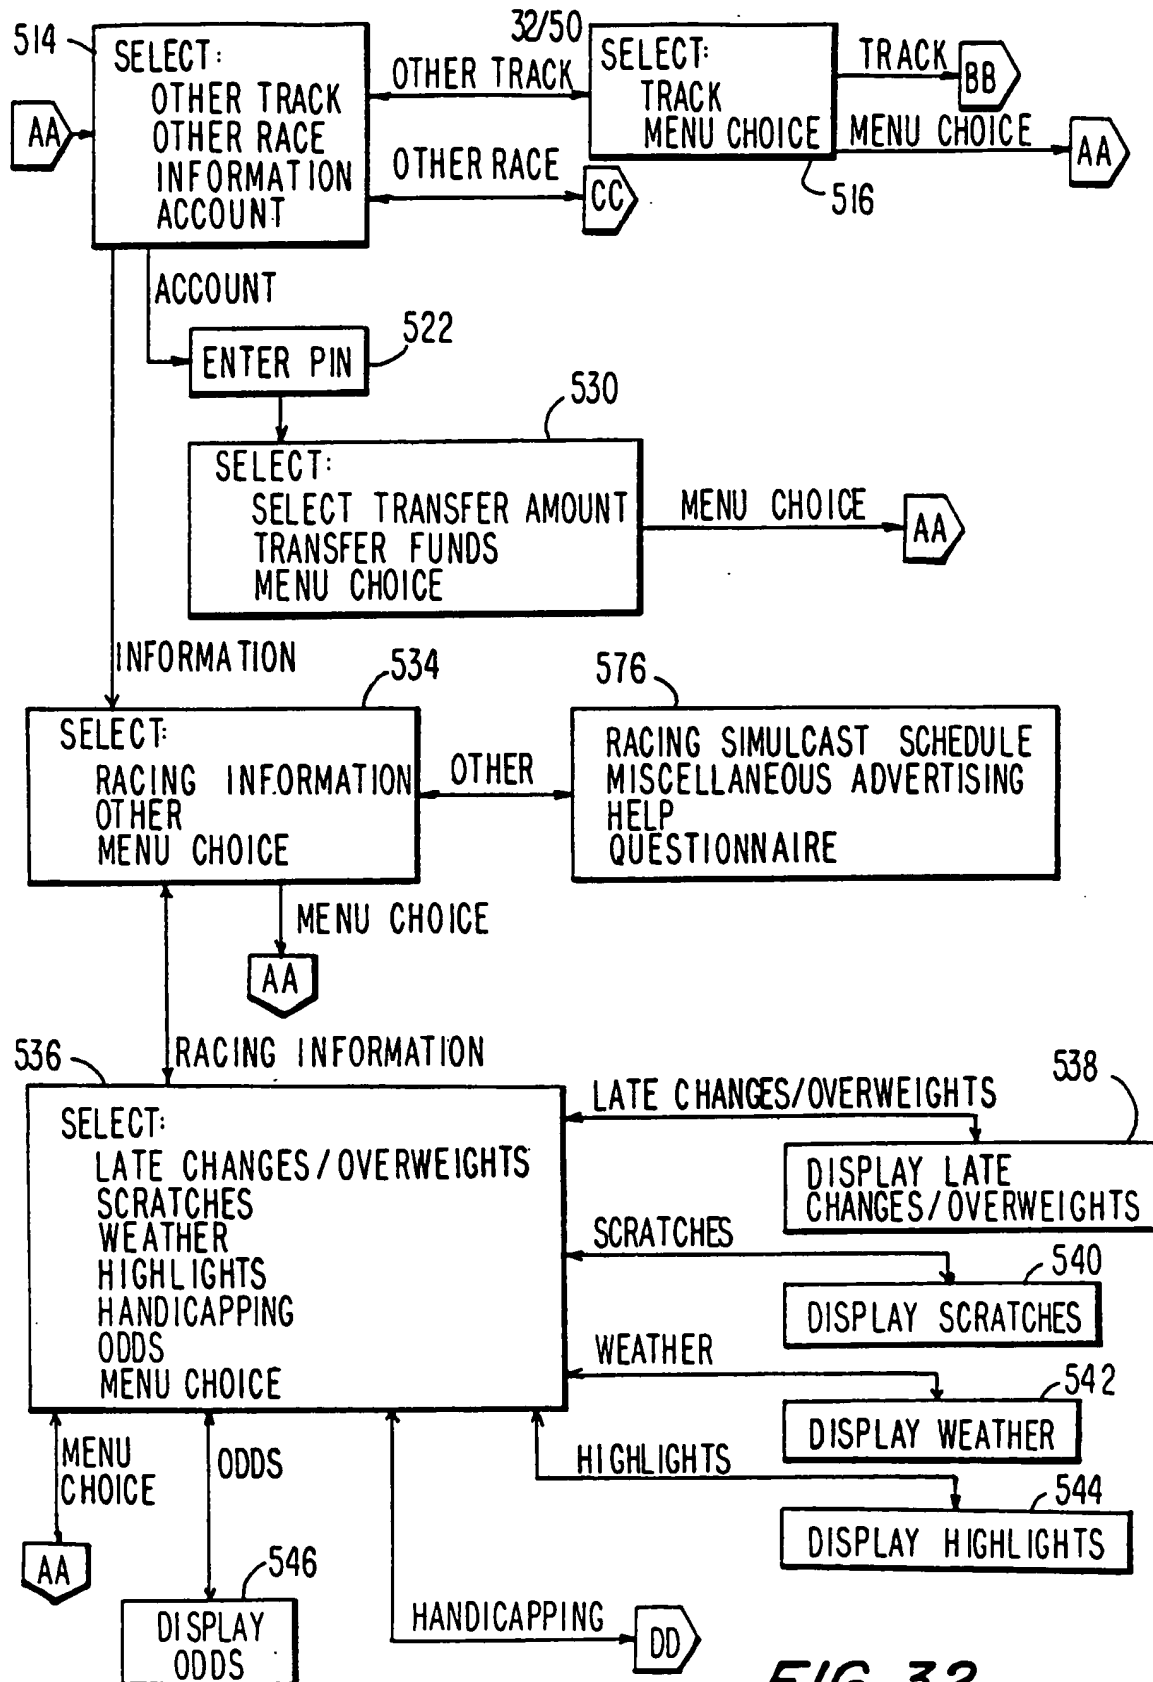 514
SELECT:
OTHER TRACK
OTHER RACE
INFORMATION
ACCOUNT
AA
OTHER TRACK
OTHER RACE
CC
32/50
SELECT:
TRACK
MENU CHOICE
516
TRACK
BB
MENU CHOICE
AA
ACCOUNT
ENTER PIN
522
530
SELECT:
SELECT TRANSFER AMOUNT
TRANSFER FUNDS
MENU CHOICE
MENU CHOICE
AA
INFORMATION
534
SELECT:
RACING INFORMATION
OTHER
MENU CHOICE
OTHER
576
RACING SIMULCAST SCHEDULE
MISCELLANEOUS ADVERTISING
HELP
QUESTIONNAIRE
MENU CHOICE
AA
RACING INFORMATION
536
SELECT:
LATE CHANGES/OVERWEIGHTS
SCRATCHES
WEATHER
HIGHLIGHTS
HANDICAPPING
ODDS
MENU CHOICE
LATE CHANGES/OVERWEIGHTS
538
DISPLAY LATE
CHANGES/OVERWEIGHTS
SCRATCHES
540
DISPLAY SCRATCHES
WEATHER
542
DISPLAY WEATHER
HIGHLIGHTS
544
DISPLAY HIGHLIGHTS
MENU
CHOICE
AA
ODDS
546
DISPLAY
ODDS
HANDICAPPING
DD
FIG. 32